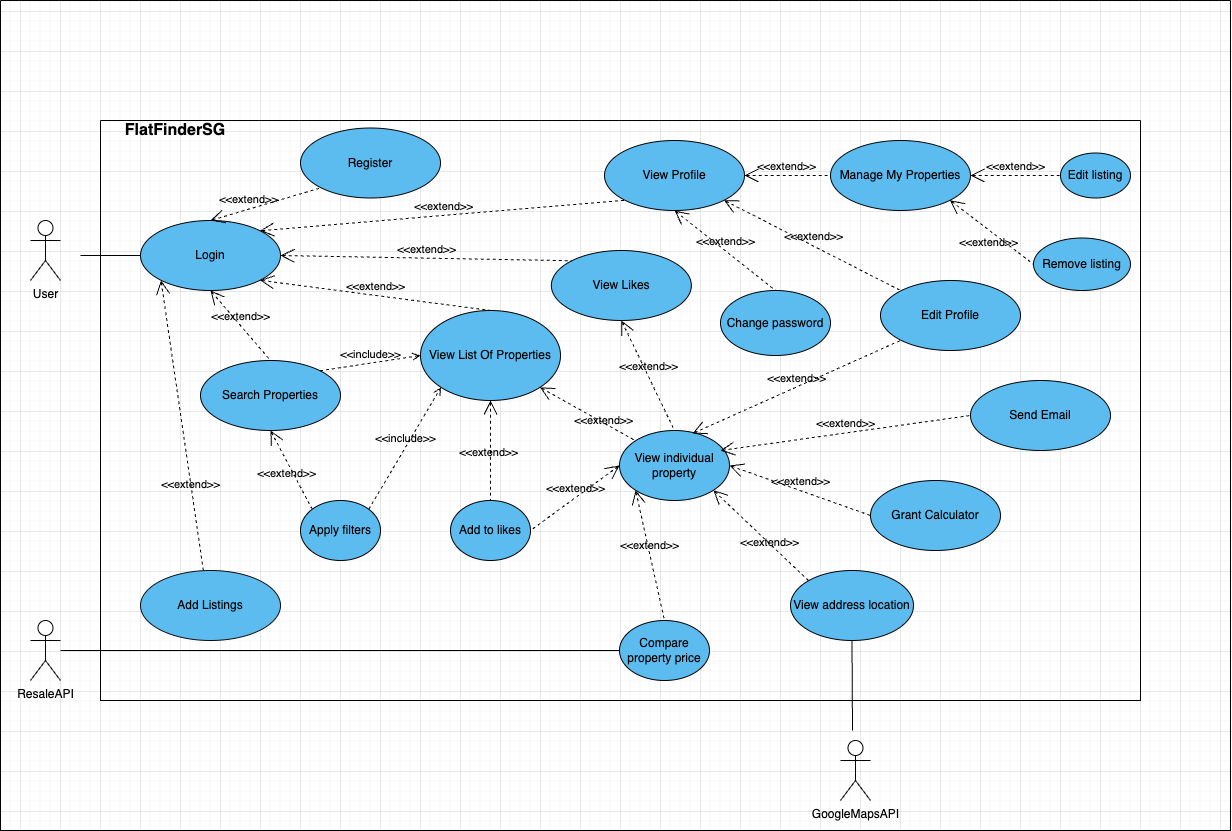 FlatFinderSG
Register
View Profile
<<extend>>
Manage My Properties
<<extend>>
Edit listing
<<extend>>
<<extend>>
User
Login
<<extend>>
View Likes
<<extend>>
<<extend>>
<<extend>>
Remove listing
<<extend>>
<<extend>>
Change password
Edit Profile
Search Properties
<<include>>
View List Of Properties
<<extend>>
<<extend>>
<<extend>>
View individual
property
<<extend>>
Send Email
<<extend>>
<<include>>
<<extend>>
<<extend>>
<<extend>>
<<extend>>
Grant Calculator
Apply filters
Add to likes
<<extend>>
<<extend>>
Add Listings
View address location
Compare
property price
ResaleAPI
GoogleMapsAPI